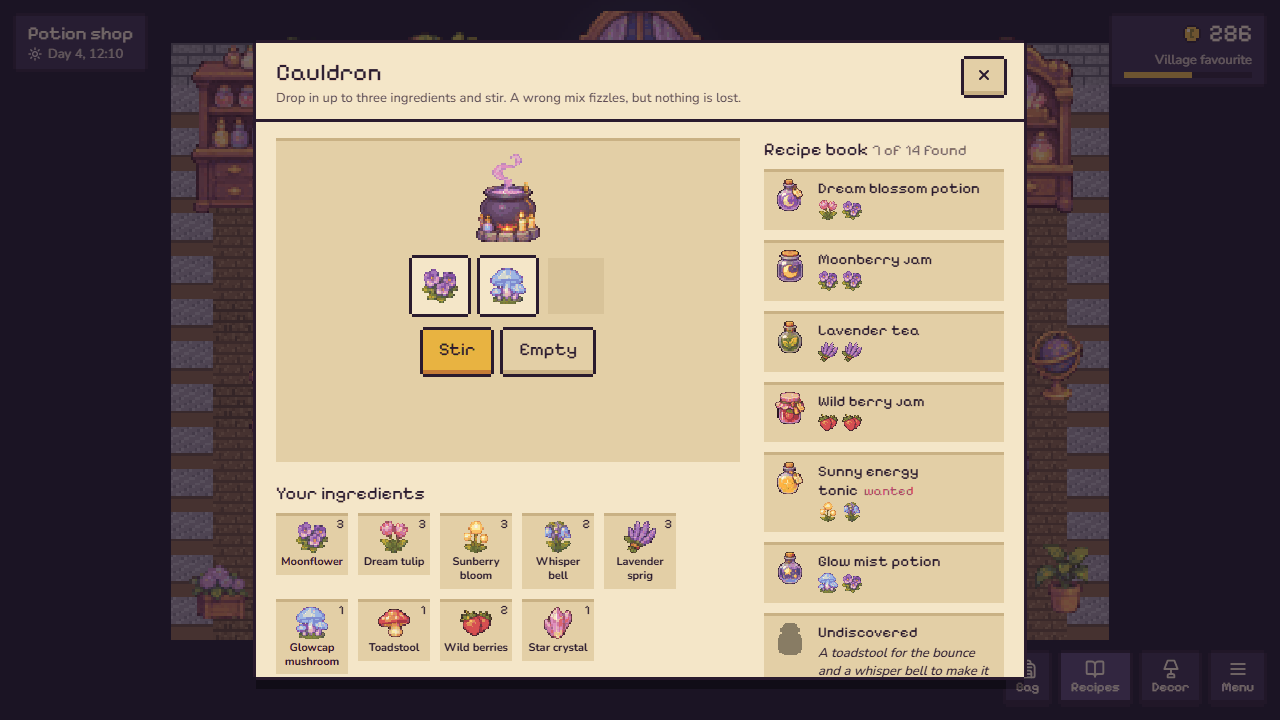 Potion shop
Day 4, 12:10
286
Village favourite
Cauldron
Drop in up to three ingredients and stir. A wrong mix fizzles, but nothing is lost.
Stir
Empty
Your ingredients
3
Moonflower
3
Dream tulip
3
Sunberry
bloom
2
Whisper
bell
3
Lavender
sprig
1
Glowcap
mushroom
1
Toadstool
2
Wild berries
1
Star crystal
Recipe book 7 of 14 found
Dream blossom potion
Moonberry jam
Lavender tea
Wild berry jam
Sunny energy
tonic wanted
Glow mist potion
Undiscovered
A toadstool for the bounce
and a whisper bell to make it
Bag
Recipes
Decor
Menu